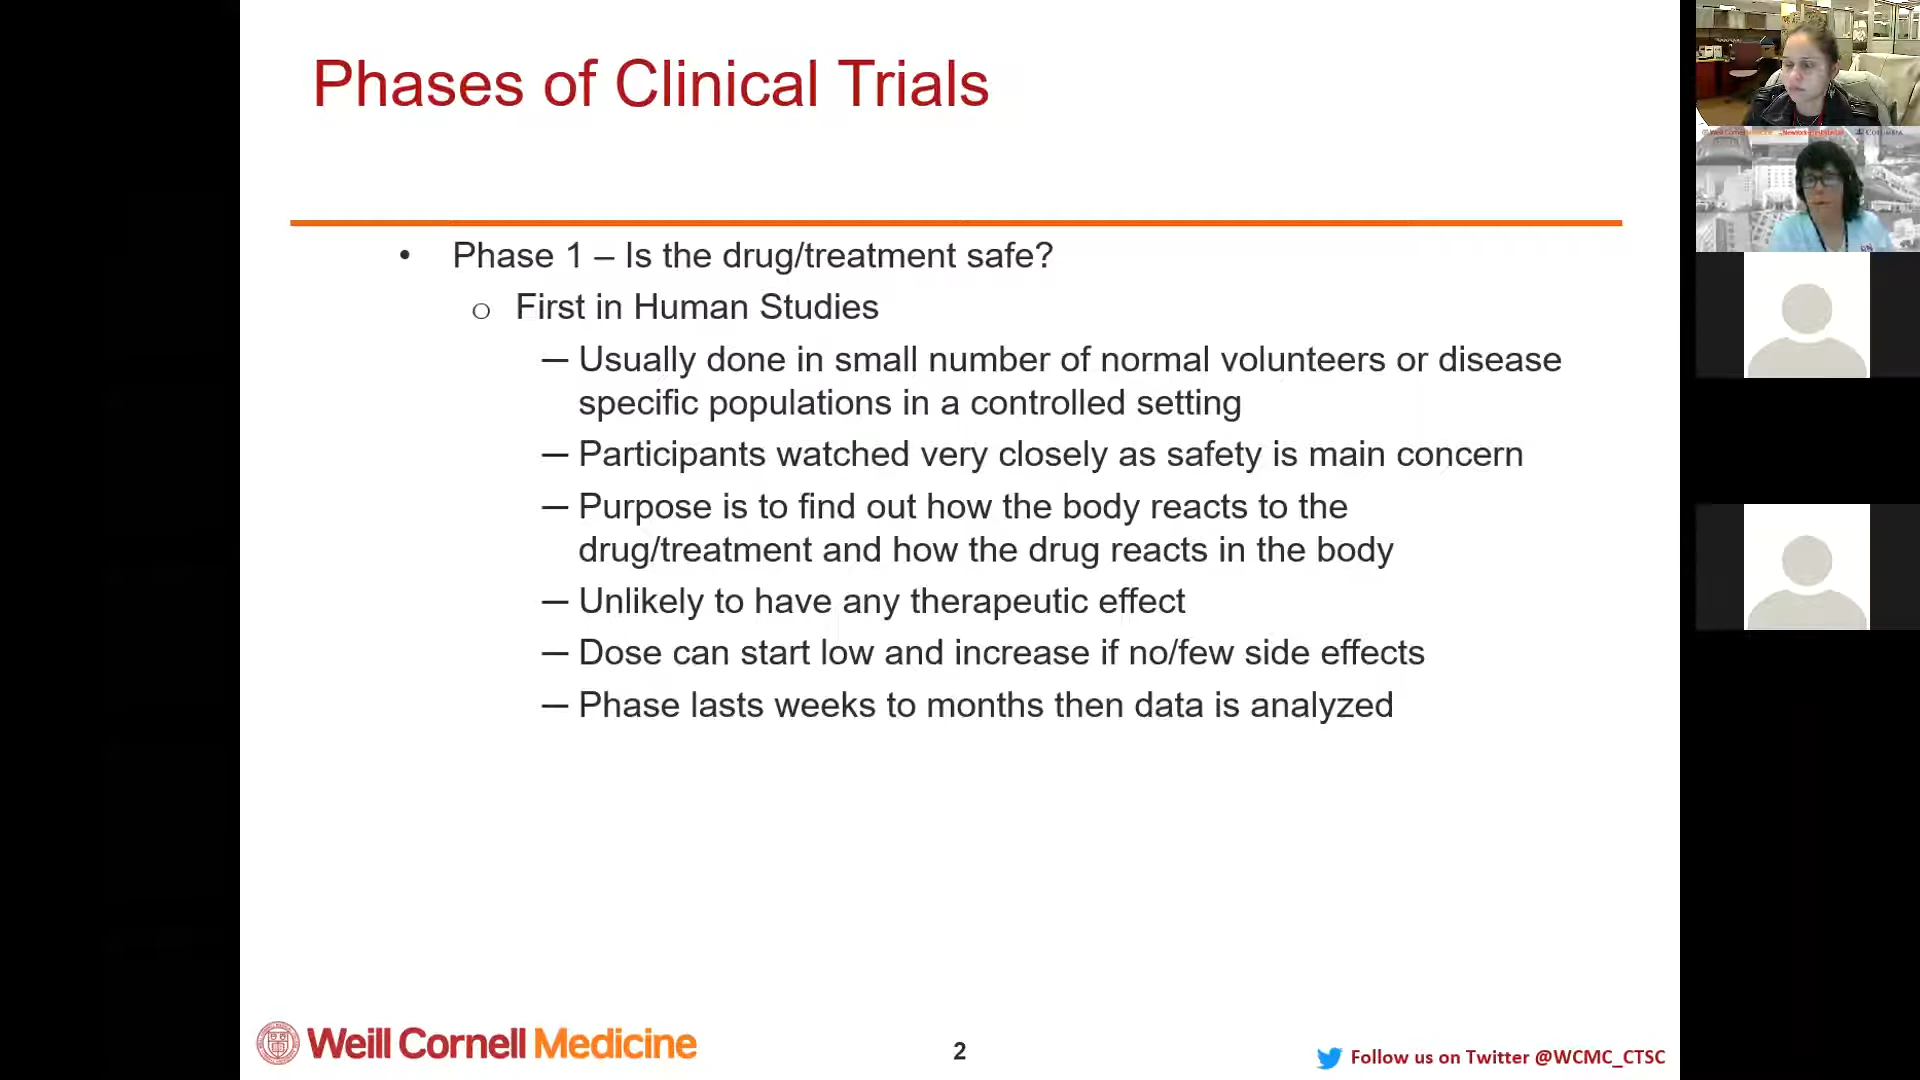 Phases of Clinical Trials
• Phase 1 – Is the drug/treatment safe?
o First in Human Studies
— Usually done in small number of normal volunteers or disease
specific populations in a controlled setting
— Participants watched very closely as safety is main concern
— Purpose is to find out how the body reacts to the
drug/treatment and how the drug reacts in the body
— Unlikely to have any therapeutic effect
— Dose can start low and increase if no/few side effects
— Phase lasts weeks to months then data is analyzed
Weill Cornell Medicine
2
Follow us on Twitter @WCMC_CTSC